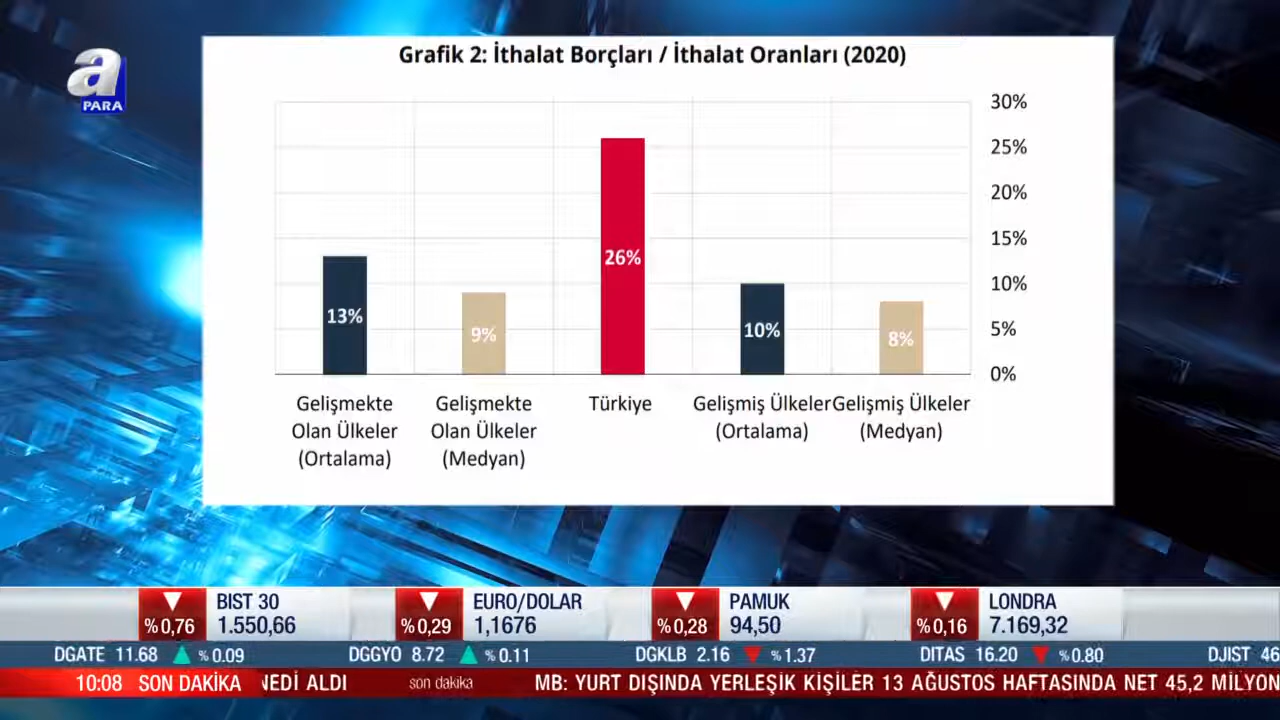 a
PARA
Grafik 2: İthalat Borçları / İthalat Oranları (2020)
30%
25%
20%
15%
10%
5%
0%
13%
9%
26%
10%
8%
Gelişmekte
Olan Ülkeler
(Ortalama)
Gelişmekte
Olan Ülkeler
(Medyan)
Türkiye
Gelişmiş Ülkeler
(Ortalama)
Gelişmiş Ülkeler
(Medyan)
%0,76
BIST 30
1.550,66
%0,29
EURO/DOLAR
1,1676
%0,28
PAMUK
94,50
%0,16
LONDRA
7.169,32
DGATE 11.68 %0.09
DGGYO 8.72 %0.11
DGKLB 2.16 %1.37
DITAS 16.20 %0.80
DJIST 46
10:08 SON DAKİKA
NEDİ ALDI son dakika MB: YURT DIŞINDA YERLEŞİK KİŞİLER 13 AĞUSTOS HAFTASINDA NET 45,2 MİLYON